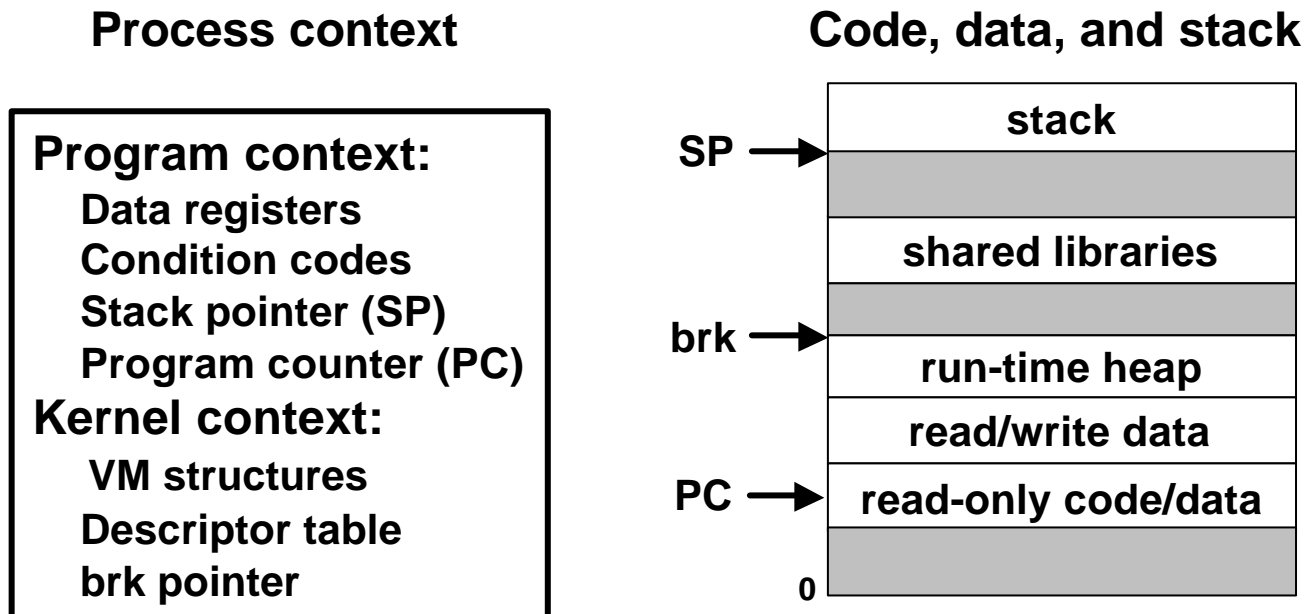 Process context
Program context:
Data registers
Condition codes
Stack pointer (SP)
Program counter (PC)
Kernel context:
VM structures
Descriptor table
brk pointer
Code, data, and stack
stack
SP
shared libraries
brk
run-time heap
read/write data
PC
read-only code/data
0